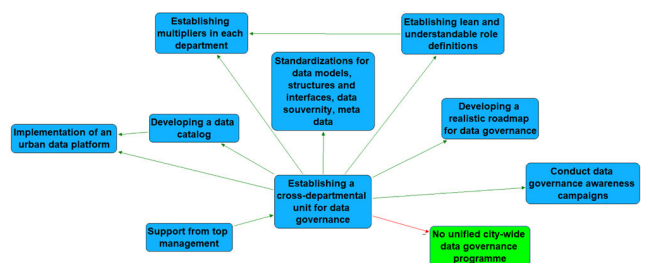 Establishing
multipliers in each
department
Etablishing lean and
understandable role
definitions
Standardizations for
data models,
structures and
interfaces, data
souvernity, meta
data
Developing a
realistic roadmap
for data governance
Developing a data
catalog
Implementation of an
urban data platform
Conduct data
governance awareness
campaigns
Establishing a
cross-departmental
unit for data
governance
Support from top
management
No unified city-wide
data governance
programme